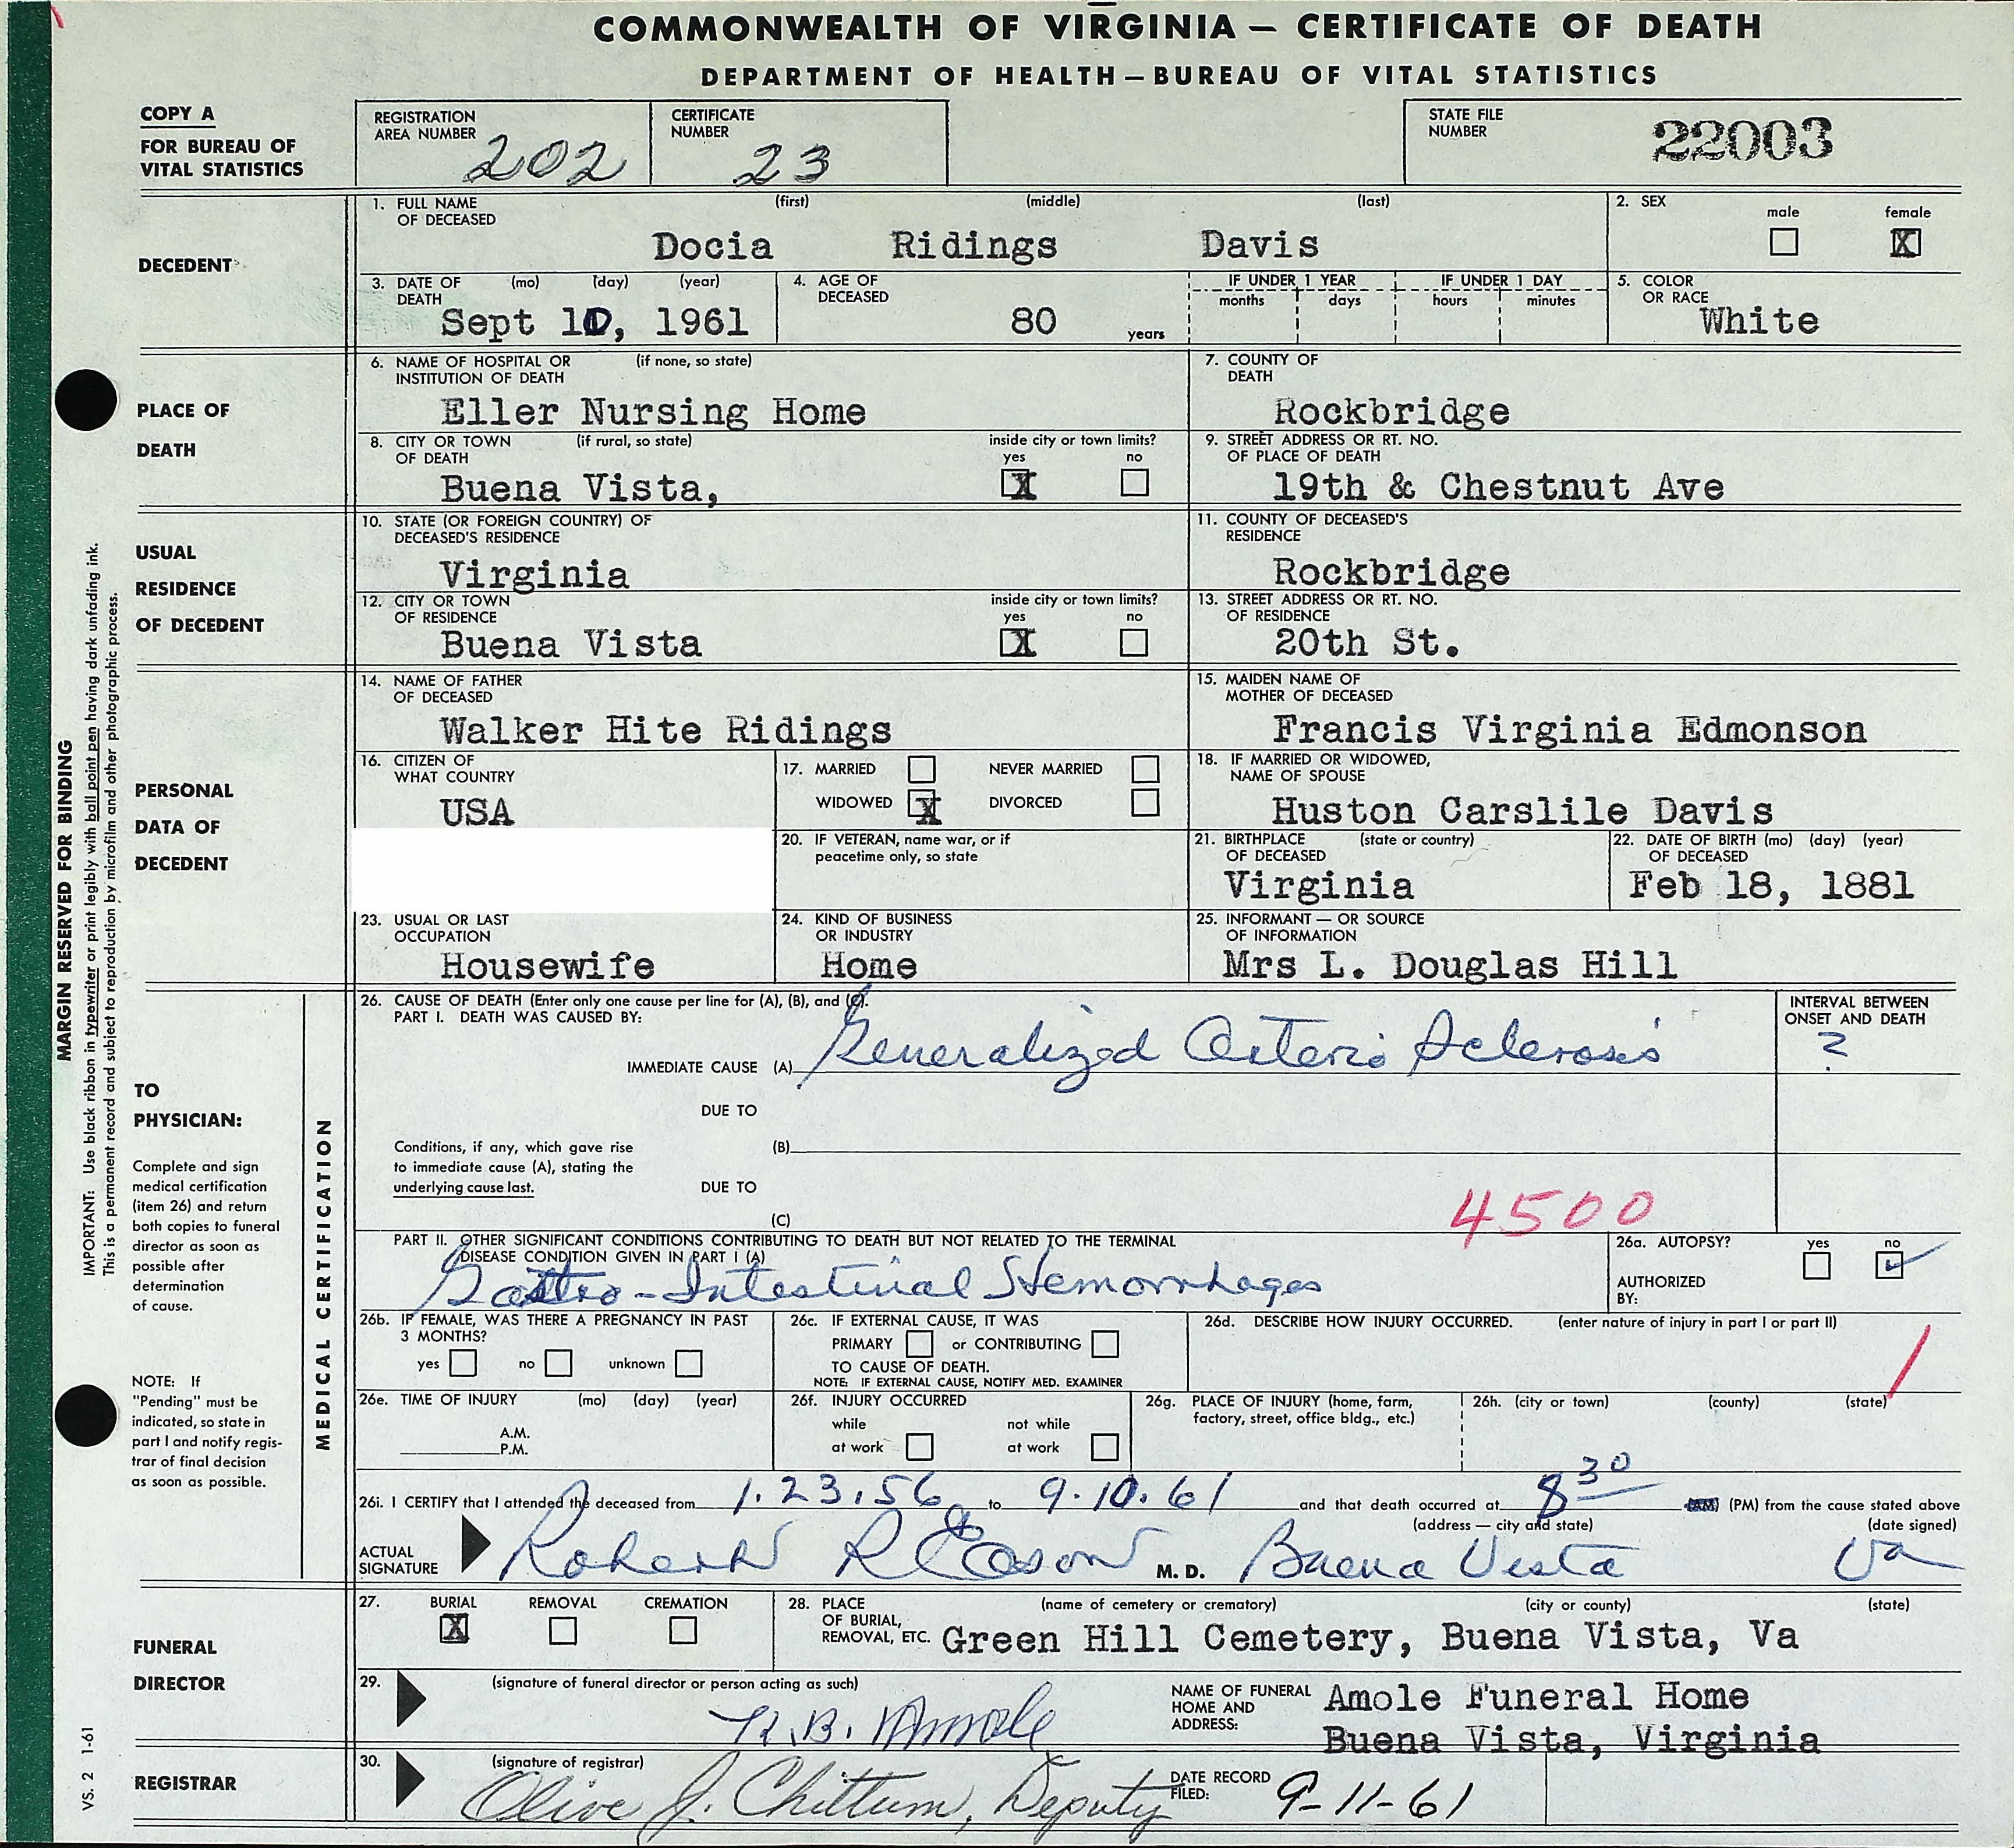 COMMONWEALTH OF VIRGINIA — CERTIFICATE OF DEATH
DEPARTMENT OF HEALTH — BUREAU OF VITAL STATISTICS
COPY A
FOR BUREAU OF
VITAL STATISTICS
REGISTRATION
AREA NUMBER
202
CERTIFICATE
NUMBER
23
STATE FILE
NUMBER
22003
DECEDENT
1. FULL NAME
OF DECEASED
(first) (middle) (last)
Docia Ridings Davis
2. SEX
male female
X
3. DATE OF
DEATH
(mo) (day) (year)
Sept 10, 1961
4. AGE OF
DECEASED
80 years
IF UNDER 1 YEAR
months days
IF UNDER 1 DAY
hours minutes
5. COLOR
OR RACE
White
PLACE OF
DEATH
6. NAME OF HOSPITAL OR (if none, so state)
INSTITUTION OF DEATH
Eller Nursing Home
7. COUNTY OF
DEATH
Rockbridge
8. CITY OR TOWN (if rural, so state)
OF DEATH
Buena Vista,
inside city or town limits?
yes no
X
9. STREET ADDRESS OR RT. NO.
OF PLACE OF DEATH
19th & Chestnut Ave
USUAL
RESIDENCE
OF DECEDENT
10. STATE (OR FOREIGN COUNTRY) OF
DECEASED'S RESIDENCE
Virginia
11. COUNTY OF DECEASED'S
RESIDENCE
Rockbridge
12. CITY OR TOWN
OF RESIDENCE
Buena Vista
inside city or town limits?
yes no
X
13. STREET ADDRESS OR RT. NO.
OF RESIDENCE
20th St.
PERSONAL
DATA OF
DECEDENT
14. NAME OF FATHER
OF DECEASED
Walker Hite Ridings
15. MAIDEN NAME OF
MOTHER OF DECEASED
Francis Virginia Edmonson
16. CITIZEN OF
WHAT COUNTRY
USA
17. MARRIED NEVER MARRIED
WIDOWED X DIVORCED
18. IF MARRIED OR WIDOWED,
NAME OF SPOUSE
Huston Carslile Davis
20. IF VETERAN, name war, or if
peacetime only, so state
21. BIRTHPLACE (state or country)
OF DECEASED
Virginia
22. DATE OF BIRTH (mo) (day) (year)
OF DECEASED
Feb 18, 1881
23. USUAL OR LAST
OCCUPATION
Housewife
24. KIND OF BUSINESS
OR INDUSTRY
Home
25. INFORMANT — OR SOURCE
OF INFORMATION
Mrs L. Douglas Hill
MARGIN RESERVED FOR BINDING
IMPORTANT: Use black ribbon in typewriter or print legibly with ball point pen having dark unfading ink.
This is a permanent record and subject to reproduction by microfilm and other photographic process.
TO
PHYSICIAN:
Complete and sign
medical certification
(item 26) and return
both copies to funeral
director as soon as
possible after
determination
of cause.
NOTE: If
"Pending" must be
indicated, so state in
part I and notify regis-
trar of final decision
as soon as possible.
MEDICAL CERTIFICATION
26. CAUSE OF DEATH (Enter only one cause per line for (A), (B), and (C).
PART I. DEATH WAS CAUSED BY:
INTERVAL BETWEEN
ONSET AND DEATH
IMMEDIATE CAUSE (A) Generalized Arterio Sclerosis
?
DUE TO
Conditions, if any, which gave rise
to immediate cause (A), stating the
underlying cause last.
(B)
DUE TO
(C)
4500
PART II. OTHER SIGNIFICANT CONDITIONS CONTRIBUTING TO DEATH BUT NOT RELATED TO THE TERMINAL
DISEASE CONDITION GIVEN IN PART I (A)
Gastro-Intestinal Hemorrhages
26a. AUTOPSY? yes no
✓
AUTHORIZED
BY:
26b. IF FEMALE, WAS THERE A PREGNANCY IN PAST
3 MONTHS?
yes no unknown
26c. IF EXTERNAL CAUSE, IT WAS
PRIMARY or CONTRIBUTING
TO CAUSE OF DEATH.
NOTE: IF EXTERNAL CAUSE, NOTIFY MED. EXAMINER
26d. DESCRIBE HOW INJURY OCCURRED. (enter nature of injury in part I or part II)
26e. TIME OF INJURY (mo) (day) (year)
A.M.
P.M.
26f. INJURY OCCURRED
while not while
at work at work
26g. PLACE OF INJURY (home, farm,
factory, street, office bldg., etc.)
26h. (city or town) (county) (state)
26i. I CERTIFY that I attended the deceased from 1.23.56 to 9.10.61 and that death occurred at 8 30 (AM) (PM) from the cause stated above
(address — city and state) (date signed)
ACTUAL
SIGNATURE
Robert R Eason M. D. Buena Vista Va
FUNERAL
DIRECTOR
27. BURIAL REMOVAL CREMATION
X
28. PLACE
OF BURIAL,
REMOVAL, ETC.
(name of cemetery or crematory) (city or county) (state)
Green Hill Cemetery, Buena Vista, Va
29. (signature of funeral director or person acting as such)
H.B. Amole
NAME OF FUNERAL
HOME AND
ADDRESS:
Amole Funeral Home
Buena Vista, Virginia
REGISTRAR
30. (signature of registrar)
Olive J. Chittum, Deputy
DATE RECORD
FILED:
9-11-61
VS. 2 1-61